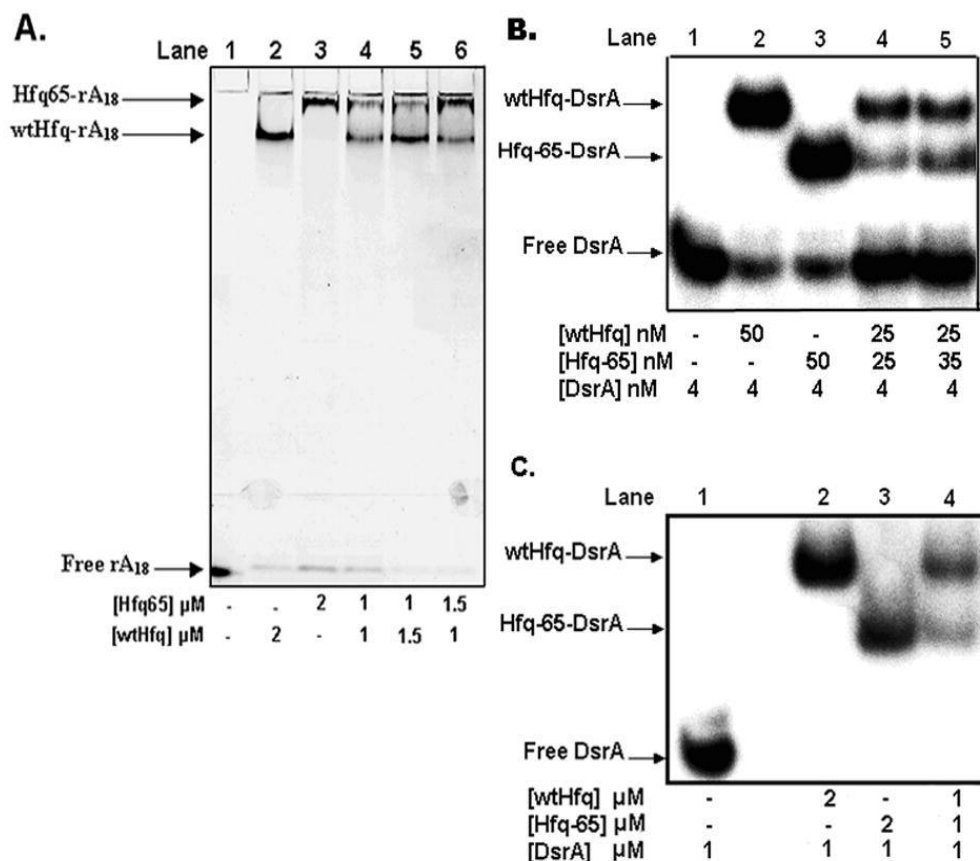 A.
Lane 1 2 3 4 5 6
Hfq65-rA18
wtHfq-rA18
Free rA18
[Hfq65] µM - - 2 1 1 1.5
[wtHfq] µM - 2 - 1 1.5 1
B.
Lane 1 2 3 4 5
wtHfq-DsrA
Hfq-65-DsrA
Free DsrA
[wtHfq] nM - 50 - 25 25
[Hfq-65] nM - - 50 25 35
[DsrA] nM 4 4 4 4 4
C.
Lane 1 2 3 4
wtHfq-DsrA
Hfq-65-DsrA
Free DsrA
[wtHfq] µM - 2 - 1
[Hfq-65] µM - - 2 1
[DsrA] µM 1 1 1 1